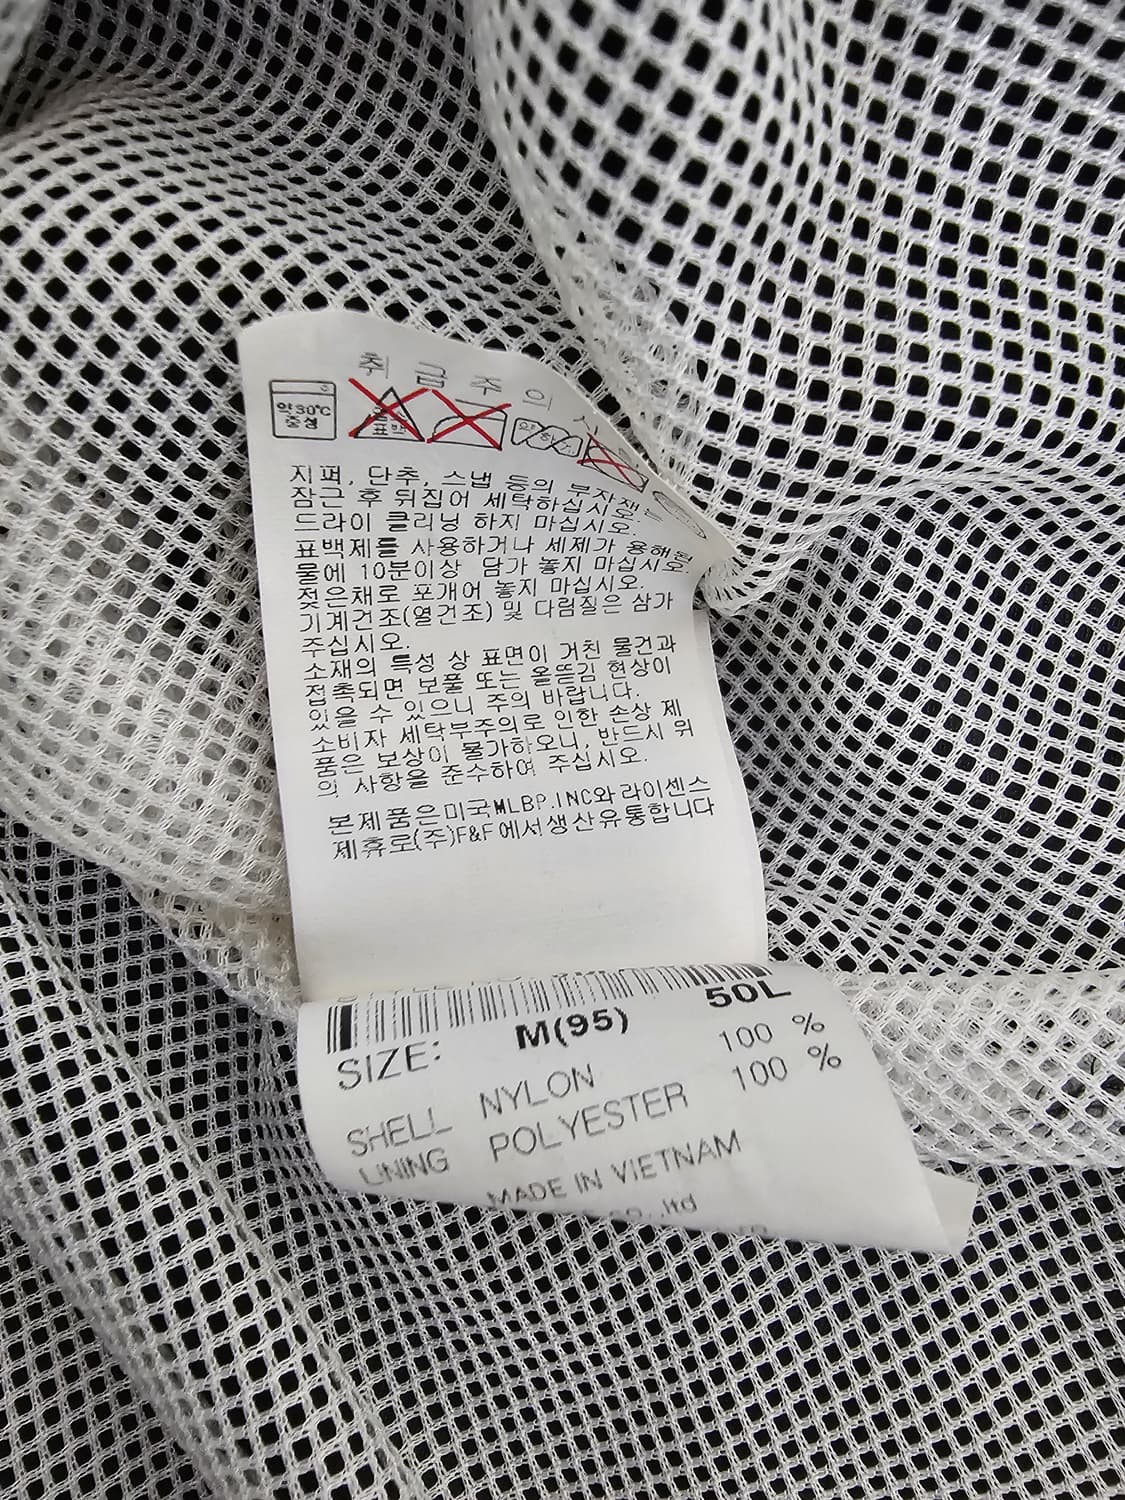 취급주의사
약30℃
중성
표백
약하게
지퍼, 단추, 스냅 등의 부자재는
잠근 후 뒤집어 세탁하십시오.
드라이 클리닝 하지 마십시오.
표백제를 사용하거나 세제가 용해된
물에 10분이상 담가 놓지 마십시오.
젖은채로 포개어 놓지 마십시오.
기계건조(열건조) 및 다림질은 삼가
주십시오.
소재의 특성 상 표면이 거친 물건과
접촉되면 보풀 또는 올뜯김 현상이
있을 수 있으니 주의 바랍니다.
소비자 세탁부주의로 인한 손상 제
품은 보상이 불가하오니, 반드시 위
의 사항을 준수하여 주십시오.
본제품은미국MLBP.INC와라이센스
제휴로(주)F&F에서생산유통합니다
50L
SIZE: M(95)
SHELL NYLON 100 %
LINING POLYESTER 100 %
MADE IN VIETNAM
co.,ltd